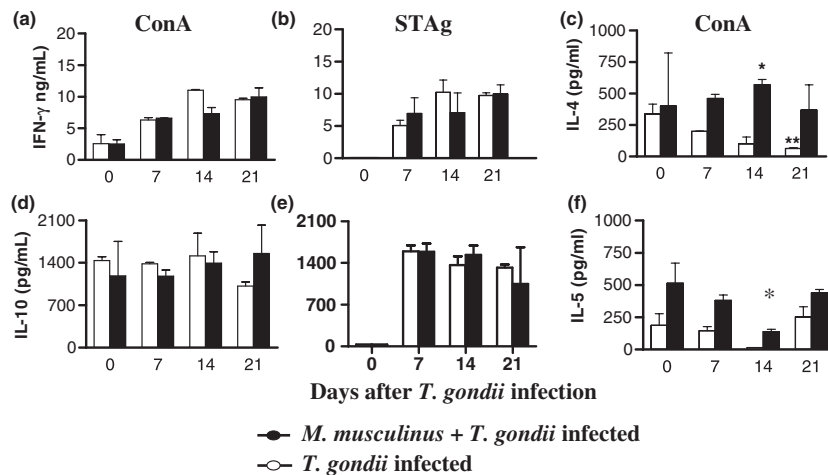 (a) ConA (b) STAg (c) ConA
IFN-γ ng/mL
20
15
10
5
0
0 7 14 21
20
15
10
5
0
0 7 14 21
IL-4 (pg/ml)
1000
750
500
250
0
*
**
0 7 14 21
(d)
IL-10 (pg/mL)
2100
1400
700
0
0 7 14 21
(e)
2100
1400
700
0
0 7 14 21
(f)
IL-5 (pg/ml)
1000
750
500
250
0
*
0 7 14 21
Days after T. gondii infection
M. musculinus + T. gondii infected
T. gondii infected